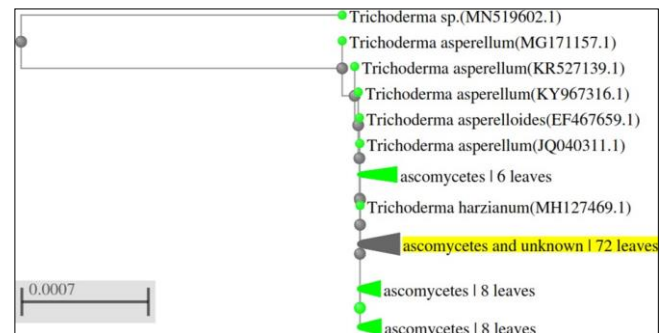 Trichoderma sp.(MN519602.1)
Trichoderma asperellum(MG171157.1)
Trichoderma asperellum(KR527139.1)
Trichoderma asperellum(KY967316.1)
Trichoderma asperelloides(EF467659.1)
Trichoderma asperellum(JQ040311.1)
ascomycetes | 6 leaves
Trichoderma harzianum(MH127469.1)
ascomycetes and unknown | 72 leaves
0.0007
ascomycetes | 8 leaves
ascomycetes | 8 leaves